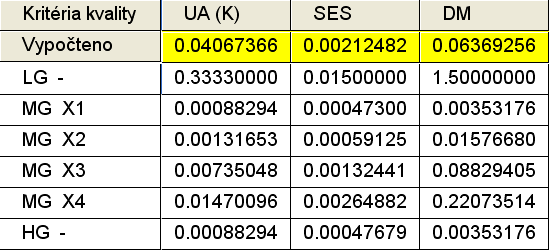 Kritéria kvality UA (K) SES DM
Vypočteno 0.04067366 0.00212482 0.06369256
LG - 0.33330000 0.01500000 1.50000000
MG X1 0.00088294 0.00047300 0.00353176
MG X2 0.00131653 0.00059125 0.01576680
MG X3 0.00735048 0.00132441 0.08829405
MG X4 0.01470096 0.00264882 0.22073514
HG - 0.00088294 0.00047679 0.00353176